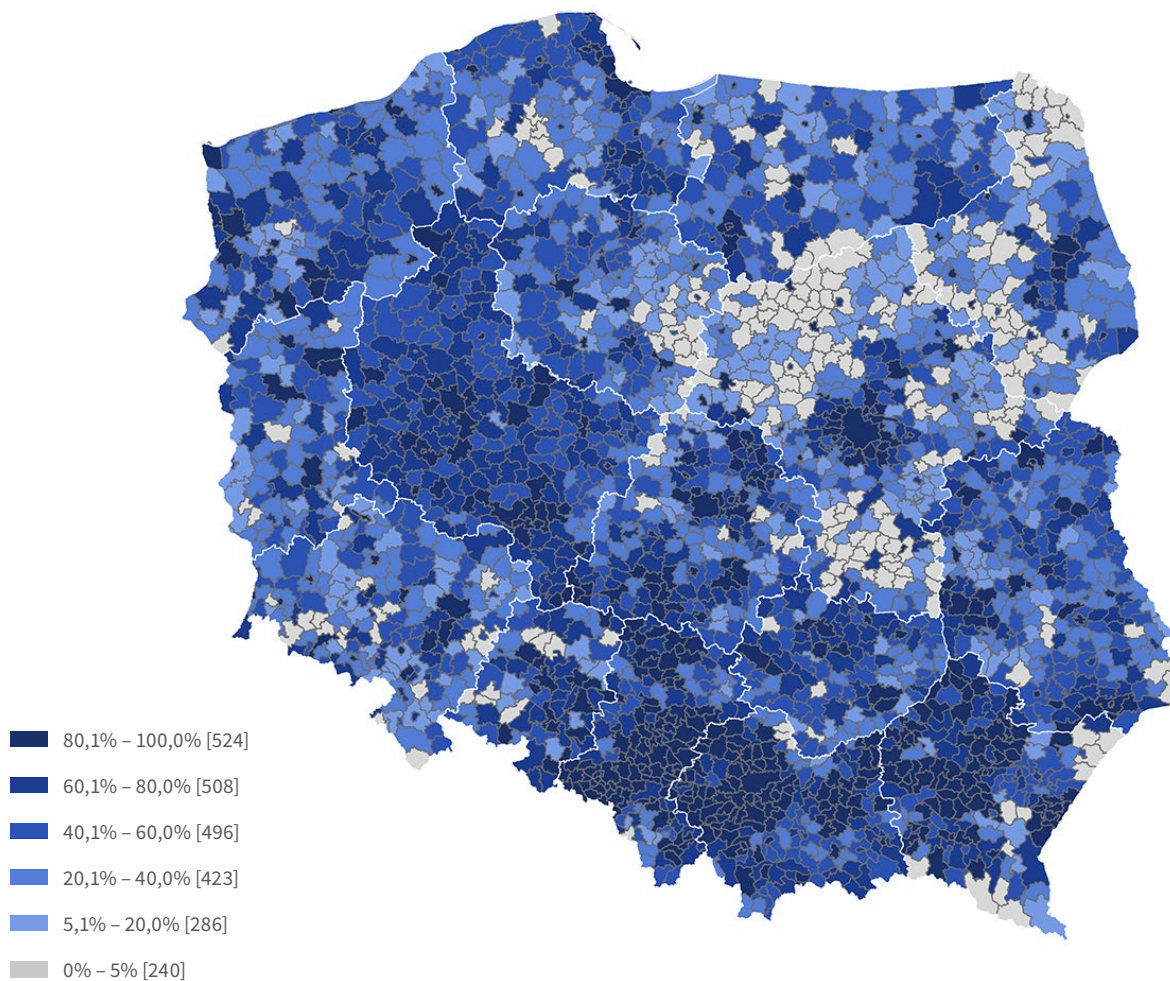 80,1% – 100,0% [524]
60,1% – 80,0% [508]
40,1% – 60,0% [496]
20,1% – 40,0% [423]
5,1% – 20,0% [286]
0% – 5% [240]